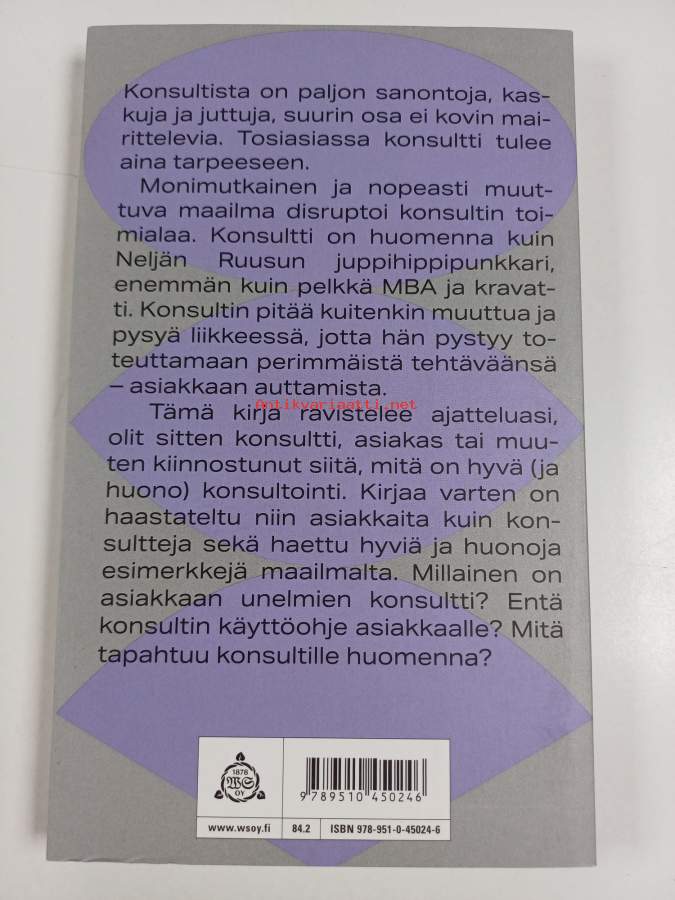 Konsultista on paljon sanontoja, kas-
kuja ja juttuja, suurin osa ei kovin mai-
rittelevia. Tosiasiassa konsultti tulee
aina tarpeeseen.
Monimutkainen ja nopeasti muut-
tuva maailma disruptoi konsultin toi-
mialaa. Konsultti on huomenna kuin
Neljän Ruusun juppihippipunkkari,
enemmän kuin pelkkä MBA ja kravat-
ti. Konsultin pitää kuitenkin muuttua ja
pysyä liikkeessä, jotta hän pystyy to-
teuttamaan perimmäistä tehtäväänsä
– asiakkaan auttamista.
Antikvariaatti.net
Tämä kirja ravistelee ajatteluasi,
olit sitten konsultti, asiakas tai muu-
ten kiinnostunut siitä, mitä on hyvä (ja
huono) konsultointi. Kirjaa varten on
haastateltu niin asiakkaita kuin kon-
sultteja sekä haettu hyviä ja huonoja
esimerkkejä maailmalta. Millainen on
asiakkaan unelmien konsultti? Entä
konsultin käyttöohje asiakkaalle? Mitä
tapahtuu konsultille huomenna?
1878
WS
OY
9 789510 450246
www.wsoy.fi
84.2
ISBN 978-951-0-45024-6